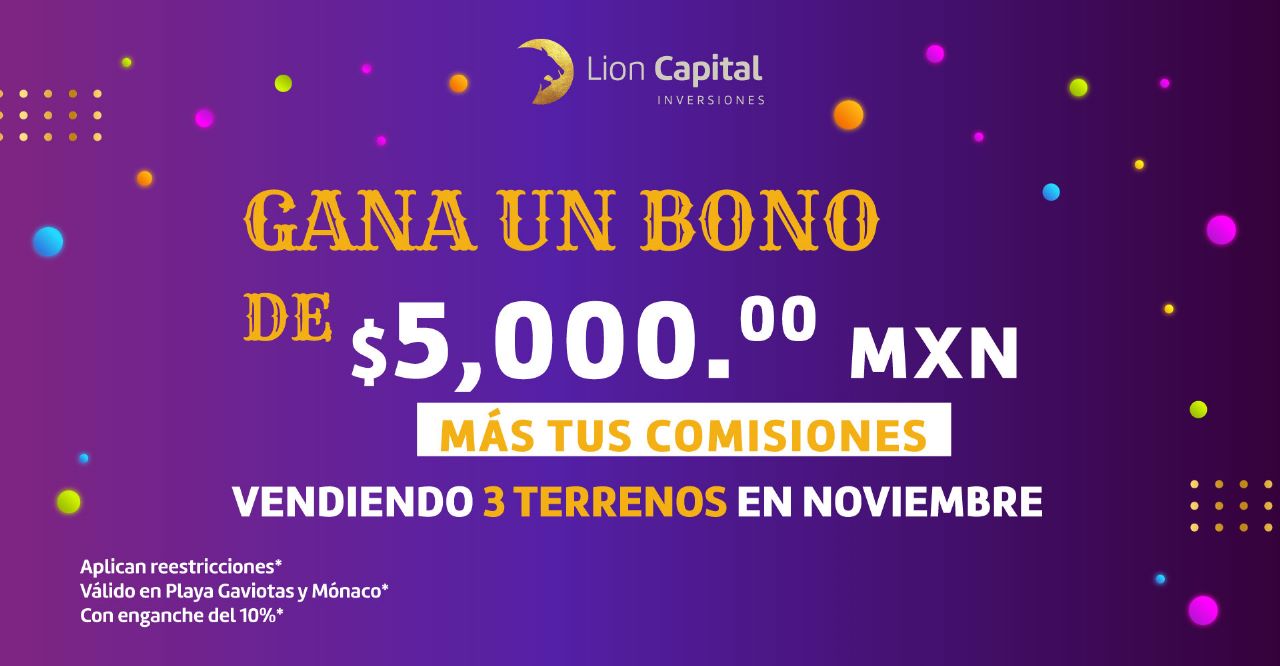 Lion Capital
INVERSIONES
GANA UN BONO
DE $5,000.00 MXN
MÁS TUS COMISIONES
VENDIENDO 3 TERRENOS EN NOVIEMBRE
Aplican reestricciones*
Válido en Playa Gaviotas y Mónaco*
Con enganche del 10%*